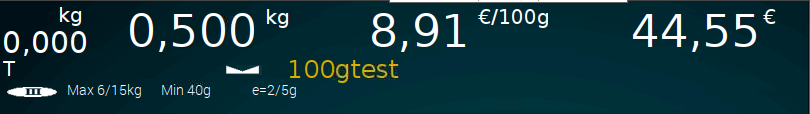 kg
0,000
T
0,500 kg
8,91 €/100g
44,55 €
100gtest
III
Max 6/15kg Min 40g e=2/5g